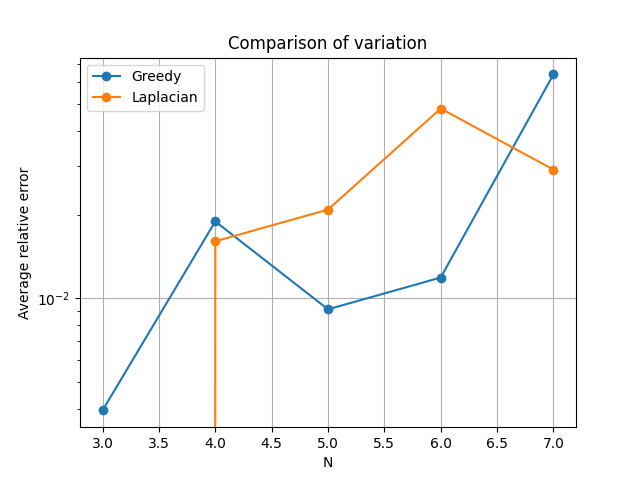 Comparison of variation
Greedy
Laplacian
Average relative error
10⁻²
3.0 3.5 4.0 4.5 5.0 5.5 6.0 6.5 7.0
N